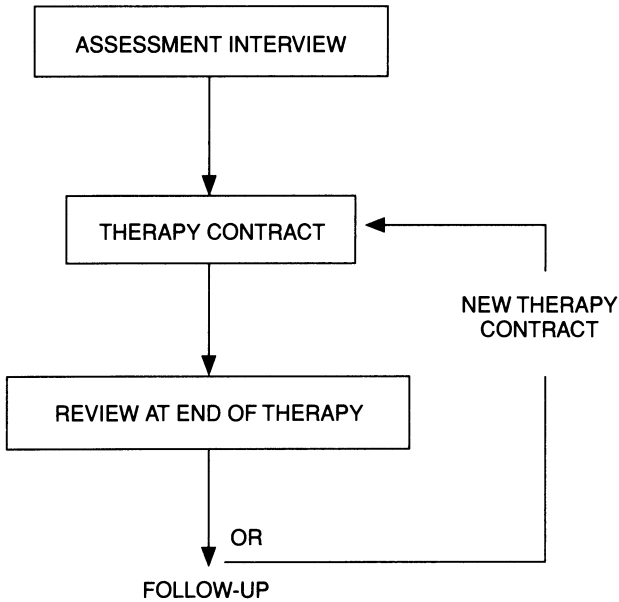 ASSESSMENT INTERVIEW
THERAPY CONTRACT
NEW THERAPY
CONTRACT
REVIEW AT END OF THERAPY
OR
FOLLOW-UP